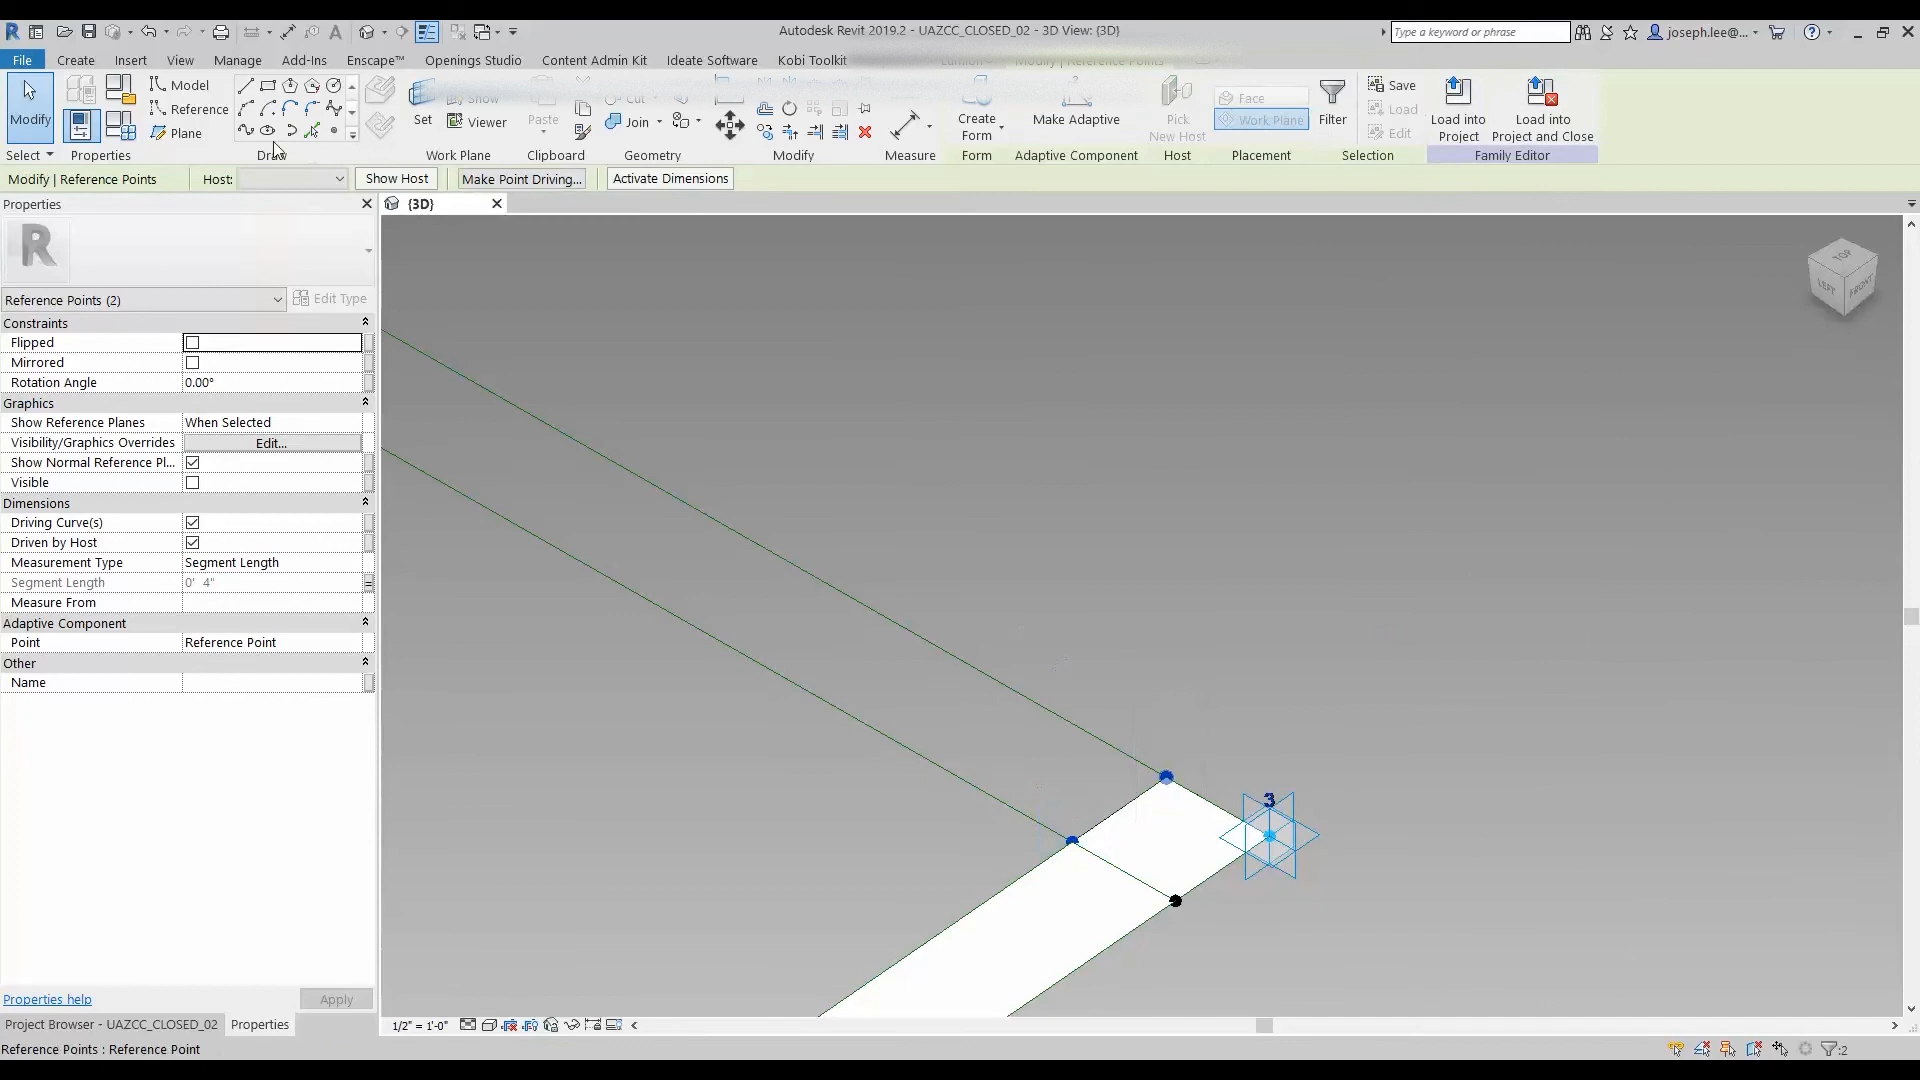 Autodesk Revit 2019.2 - UAZCC_CLOSED_02 - 3D View: {3D}
Type a keyword or phrase
joseph.lee@...
File Create Insert View Manage Add-Ins Enscape™ Openings Studio Content Admin Kit Ideate Software Kobi Toolkit Lumion® Modify | Reference Points
Modify
Model
Reference
Plane
Set
Show
Viewer
Paste
Cut
Join
Create
Form
Make Adaptive
Pick
New Host
Face
Work Plane
Filter
Save
Load
Edit
Load into
Project
Load into
Project and Close
Select Properties Draw Work Plane Clipboard Geometry Modify Measure Form Adaptive Component Host Placement Selection Family Editor
Modify | Reference Points Host: Show Host Make Point Driving... Activate Dimensions
Properties
{3D}
R
Reference Points (2) Edit Type
Constraints
Flipped
Mirrored
Rotation Angle 0.00°
Graphics
Show Reference Planes When Selected
Visibility/Graphics Overrides Edit...
Show Normal Reference Pl...
Visible
Dimensions
Driving Curve(s)
Driven by Host
Measurement Type Segment Length
Segment Length 0' 4"
Measure From
Adaptive Component
Point Reference Point
Other
Name
TOP
LEFT FRONT
3
Properties help Apply
Project Browser - UAZCC_CLOSED_02 Properties
1/2" = 1'-0"
Reference Points : Reference Point
:2